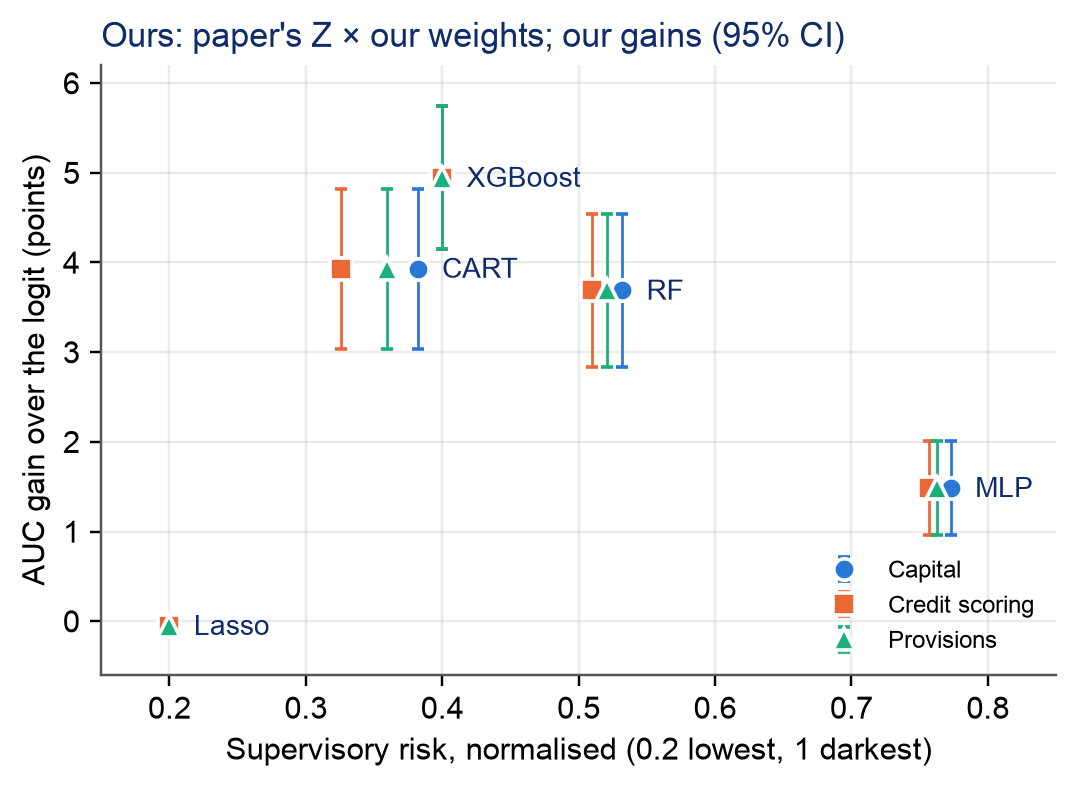 Ours: paper's Z × our weights; our gains (95% CI)
AUC gain over the logit (points)
6
5
4
3
2
1
0
XGBoost
CART
RF
MLP
Lasso
Capital
Credit scoring
Provisions
0.2 0.3 0.4 0.5 0.6 0.7 0.8
Supervisory risk, normalised (0.2 lowest, 1 darkest)